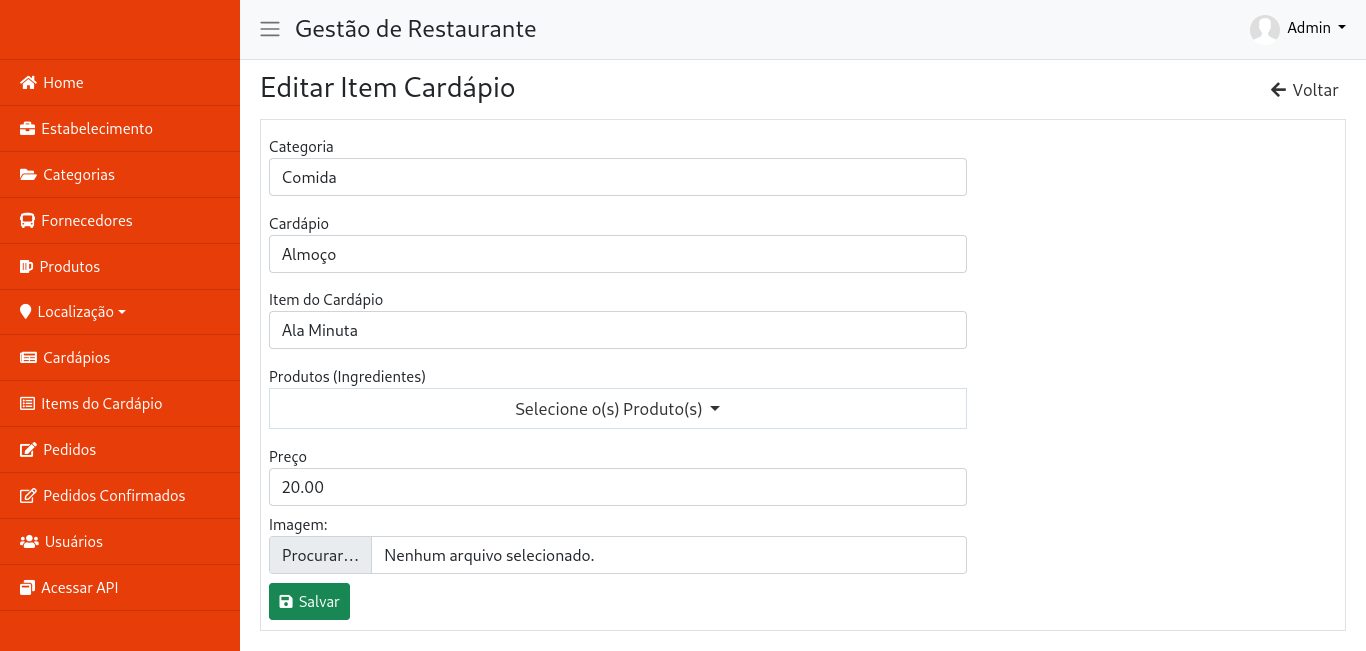 Gestão de Restaurante
Admin
Home
Estabelecimento
Categorias
Fornecedores
Produtos
Localização
Cardápios
Items do Cardápio
Pedidos
Pedidos Confirmados
Usuários
Acessar API
Editar Item Cardápio
Voltar
Categoria
Comida
Cardápio
Almoço
Item do Cardápio
Ala Minuta
Produtos (Ingredientes)
Selecione o(s) Produto(s)
Preço
20.00
Imagem:
Procurar... Nenhum arquivo selecionado.
Salvar